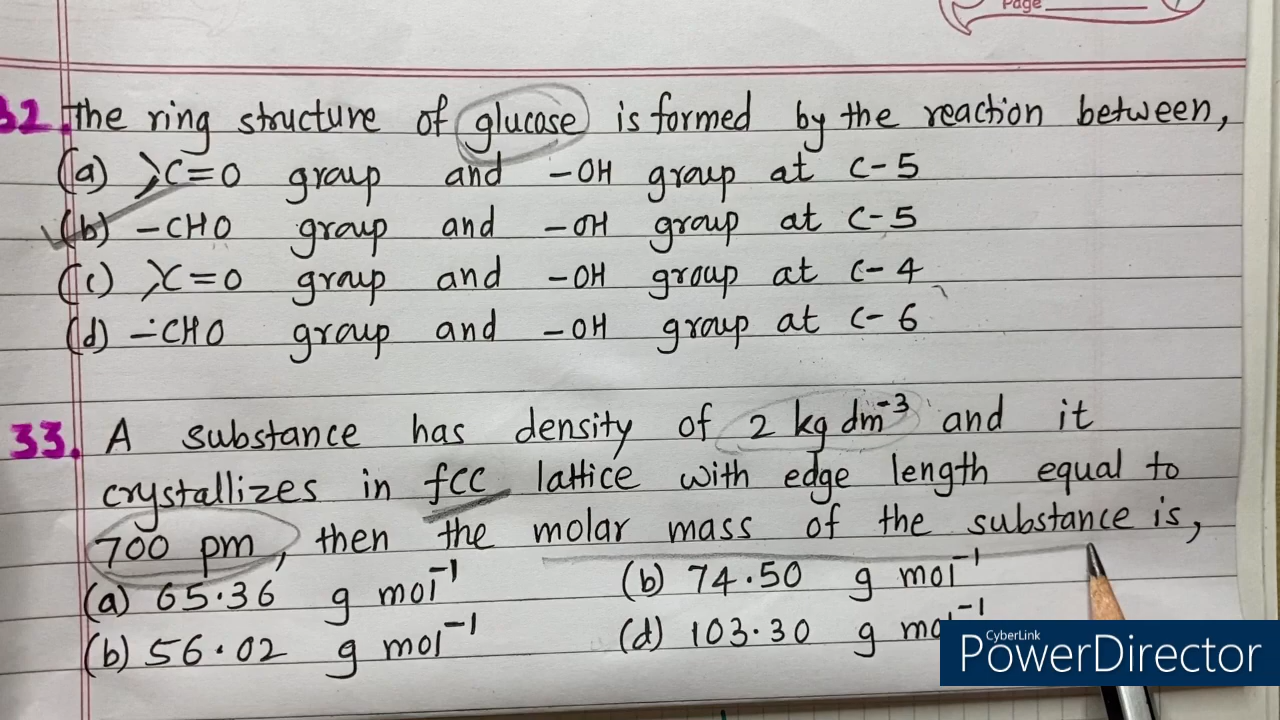 Page
32. The ring structure of glucose is formed by the reaction between,
(a) >C=O group and -OH group at C-5
(b) -CHO group and -OH group at C-5
(c) >C=O group and -OH group at C-4
(d) -CHO group and -OH group at C-6
33. A substance has density of 2 kg dm⁻³ and it
crystallizes in fcc lattice with edge length equal to
700 pm, then the molar mass of the substance is,
(a) 65.36 g mol⁻¹ (b) 74.50 g mol⁻¹
(b) 56.02 g mol⁻¹ (d) 103.30 g
CyberLink
PowerDirector